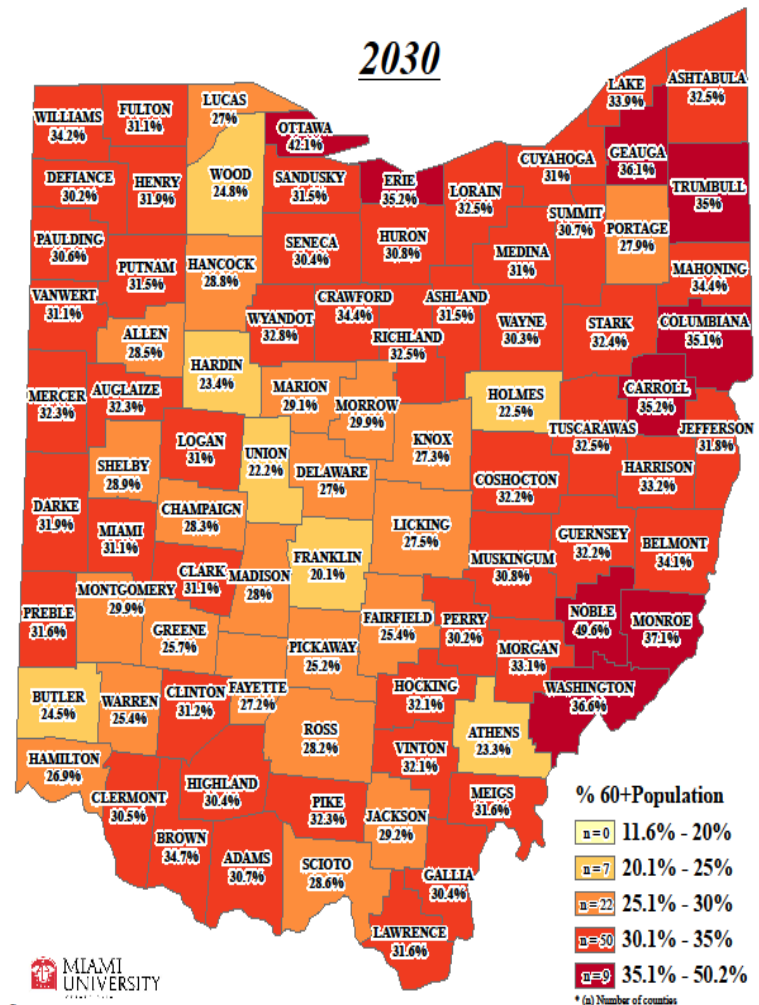 2030
LAKE
33.9%
ASHTABULA
32.5%
LUCAS
27%
FULTON
31.1%
WILLIAMS
34.2%
OTTAWA
42.1%
GEAUGA
36.1%
CUYAHOGA
31%
WOOD
24.8%
DEFIANCE
30.2%
HENRY
31.9%
SANDUSKY
31.5%
ERIE
35.2%
LORAIN
32.5%
TRUMBULL
35%
SUMMIT
30.7%
PORTAGE
27.9%
PAULDING
30.6%
SENECA
30.4%
HURON
30.8%
MEDINA
31%
PUTNAM
31.5%
HANCOCK
28.8%
MAHONING
34.4%
VANWERT
31.1%
CRAWFORD
34.4%
ASHLAND
31.5%
WYANDOT
32.8%
WAYNE
30.3%
STARK
32.4%
COLUMBIANA
35.1%
ALLEN
28.5%
RICHLAND
32.5%
HARDIN
23.4%
MERCER
32.3%
AUGLAIZE
32.3%
MARION
29.1%
MORROW
29.9%
HOLMES
22.5%
CARROLL
35.2%
TUSCARAWAS
32.5%
JEFFERSON
31.8%
LOGAN
31%
UNION
22.2%
KNOX
27.3%
SHELBY
28.9%
DELAWARE
27%
COSHOCTON
32.2%
HARRISON
33.2%
DARKE
31.9%
CHAMPAIGN
28.3%
LICKING
27.5%
MIAMI
31.1%
GUERNSEY
32.2%
BELMONT
34.1%
FRANKLIN
20.1%
MUSKINGUM
30.8%
CLARK
31.1%
MADISON
28%
MONTGOMERY
29.9%
PREBLE
31.6%
FAIRFIELD
25.4%
PERRY
30.2%
NOBLE
49.6%
MONROE
37.1%
GREENE
25.7%
PICKAWAY
25.2%
MORGAN
33.1%
BUTLER
24.5%
WARREN
25.4%
CLINTON
31.2%
FAYETTE
27.2%
HOCKING
32.1%
WASHINGTON
36.6%
ROSS
28.2%
ATHENS
23.3%
VINTON
32.1%
HAMILTON
26.9%
CLERMONT
30.5%
HIGHLAND
30.4%
PIKE
32.3%
JACKSON
29.2%
MEIGS
31.6%
BROWN
34.7%
ADAMS
30.7%
SCIOTO
28.6%
GALLIA
30.4%
LAWRENCE
31.6%
% 60+Population
n=0 11.6% - 20%
n=7 20.1% - 25%
n=22 25.1% - 30%
n=50 30.1% - 35%
n=9 35.1% - 50.2%
* (n) Number of counties
MIAMI
UNIVERSITY